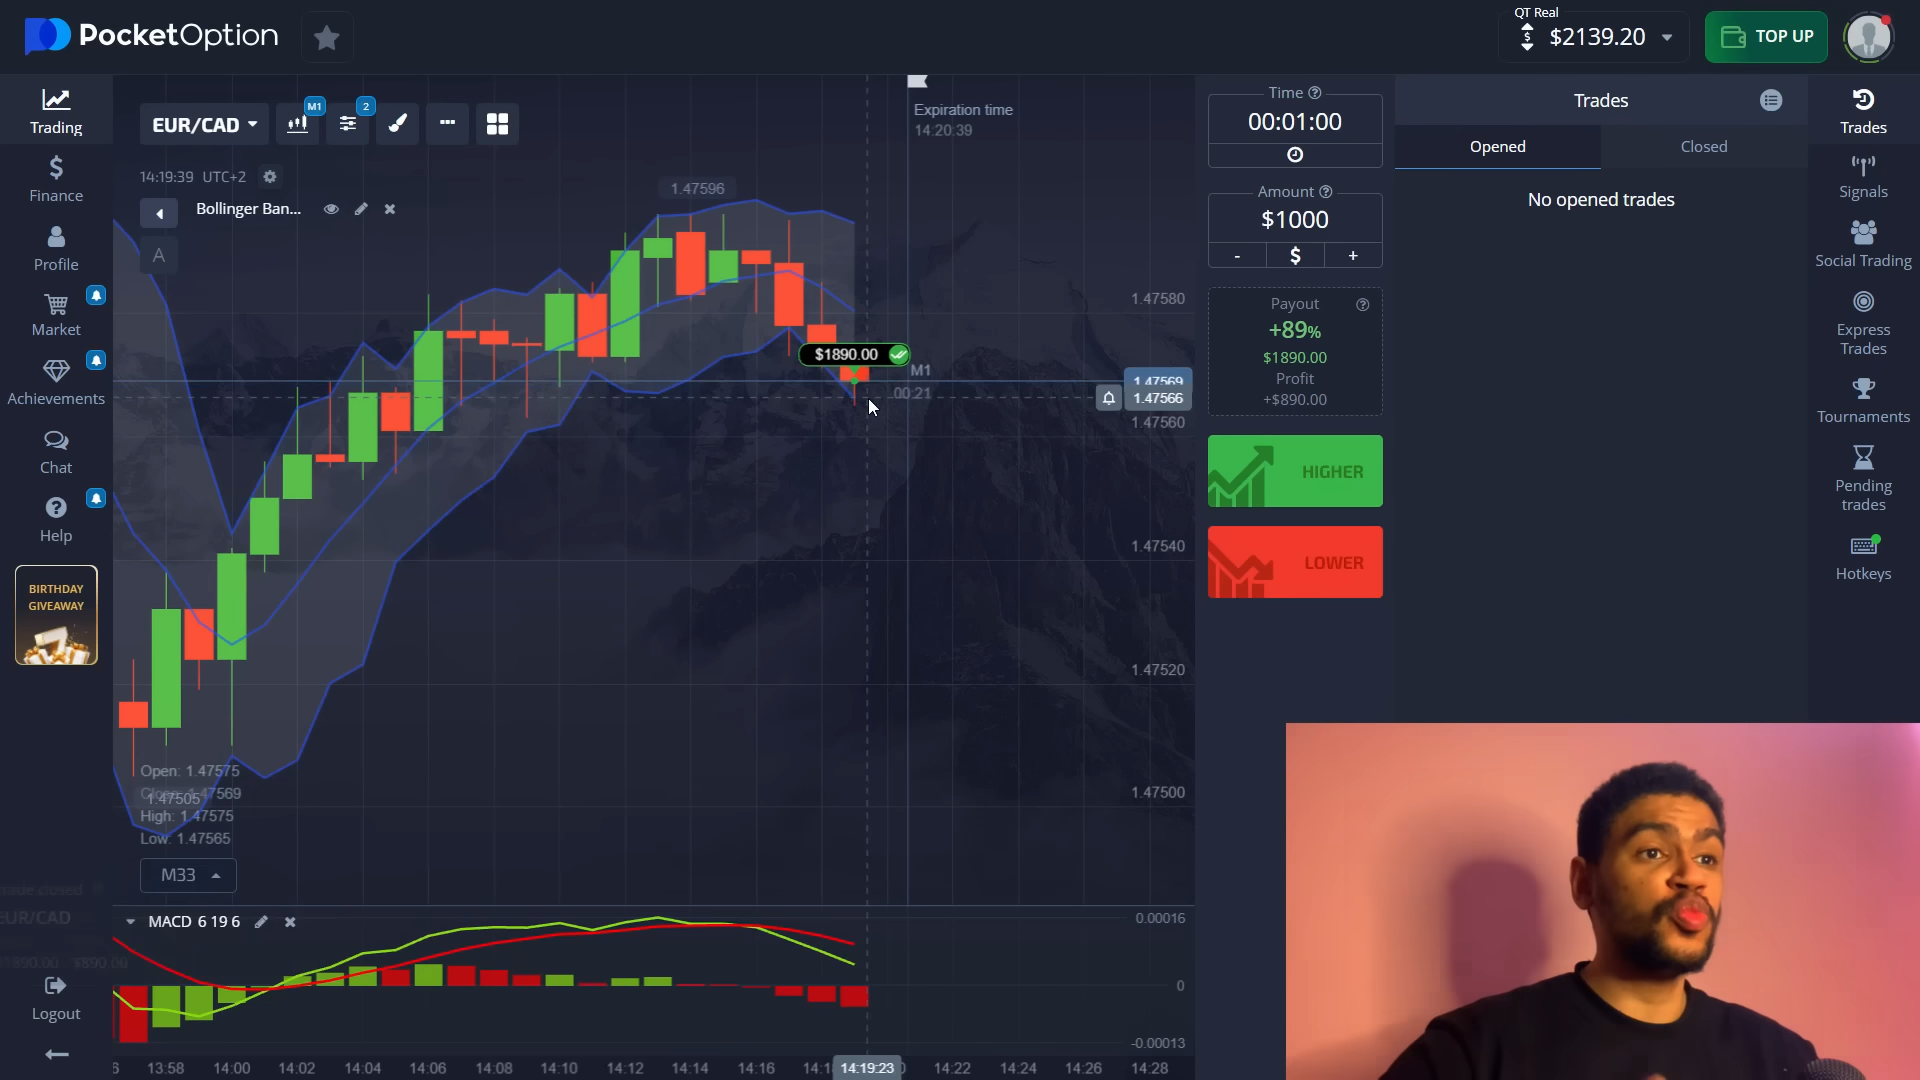 PocketOption
QT Real
$2139.20
TOP UP
Trading
Finance
Profile
Market
Achievements
Chat
Help
BIRTHDAY
GIVEAWAY
Logout
EUR/CAD
M1
2
14:19:39 UTC+2
Bollinger Ban...
A
Expiration time
14:20:39
1.47596
$1890.00
M1
00:21
1.47580
1.47569
1.47566
1.47560
1.47540
1.47520
1.47500
Open: 1.47575
Close: 1.47569
1.47505
High: 1.47575
Low: 1.47565
M33
MACD 6 19 6
0.00016
0
-0.00013
13:58
14:00
14:02
14:04
14:06
14:08
14:10
14:12
14:14
14:16
14:19:23
14:22
14:24
14:26
14:28
Time
00:01:00
Amount
$1000
-
$
+
Payout
+89%
$1890.00
Profit
+$890.00
HIGHER
LOWER
Trades
Opened
Closed
No opened trades
Trades
Signals
Social Trading
Express
Trades
Tournaments
Pending
trades
Hotkeys